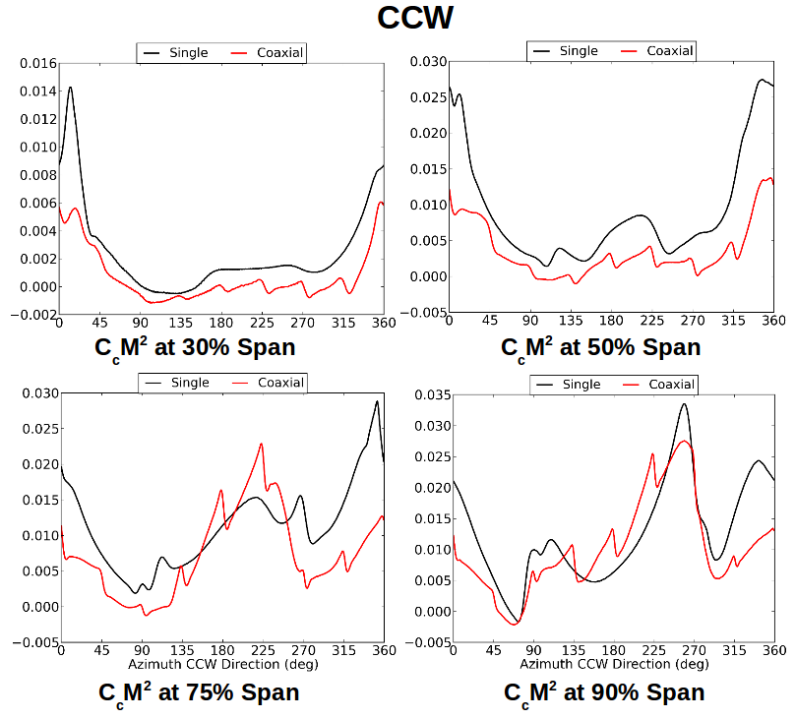 CCW
Single Coaxial
0.016
0.014
0.012
0.010
0.008
0.006
0.004
0.002
0.000
−0.002
0 45 90 135 180 225 270 315 360
CcM² at 30% Span
Single Coaxial
0.030
0.025
0.020
0.015
0.010
0.005
0.000
−0.005
0 45 90 135 180 225 270 315 360
CcM² at 50% Span
Single Coaxial
0.030
0.025
0.020
0.015
0.010
0.005
0.000
−0.005
0 45 90 135 180 225 270 315 360
Azimuth CCW Direction (deg)
CcM² at 75% Span
Single Coaxial
0.035
0.030
0.025
0.020
0.015
0.010
0.005
0.000
−0.005
0 45 90 135 180 225 270 315 360
Azimuth CCW Direction (deg)
CcM² at 90% Span